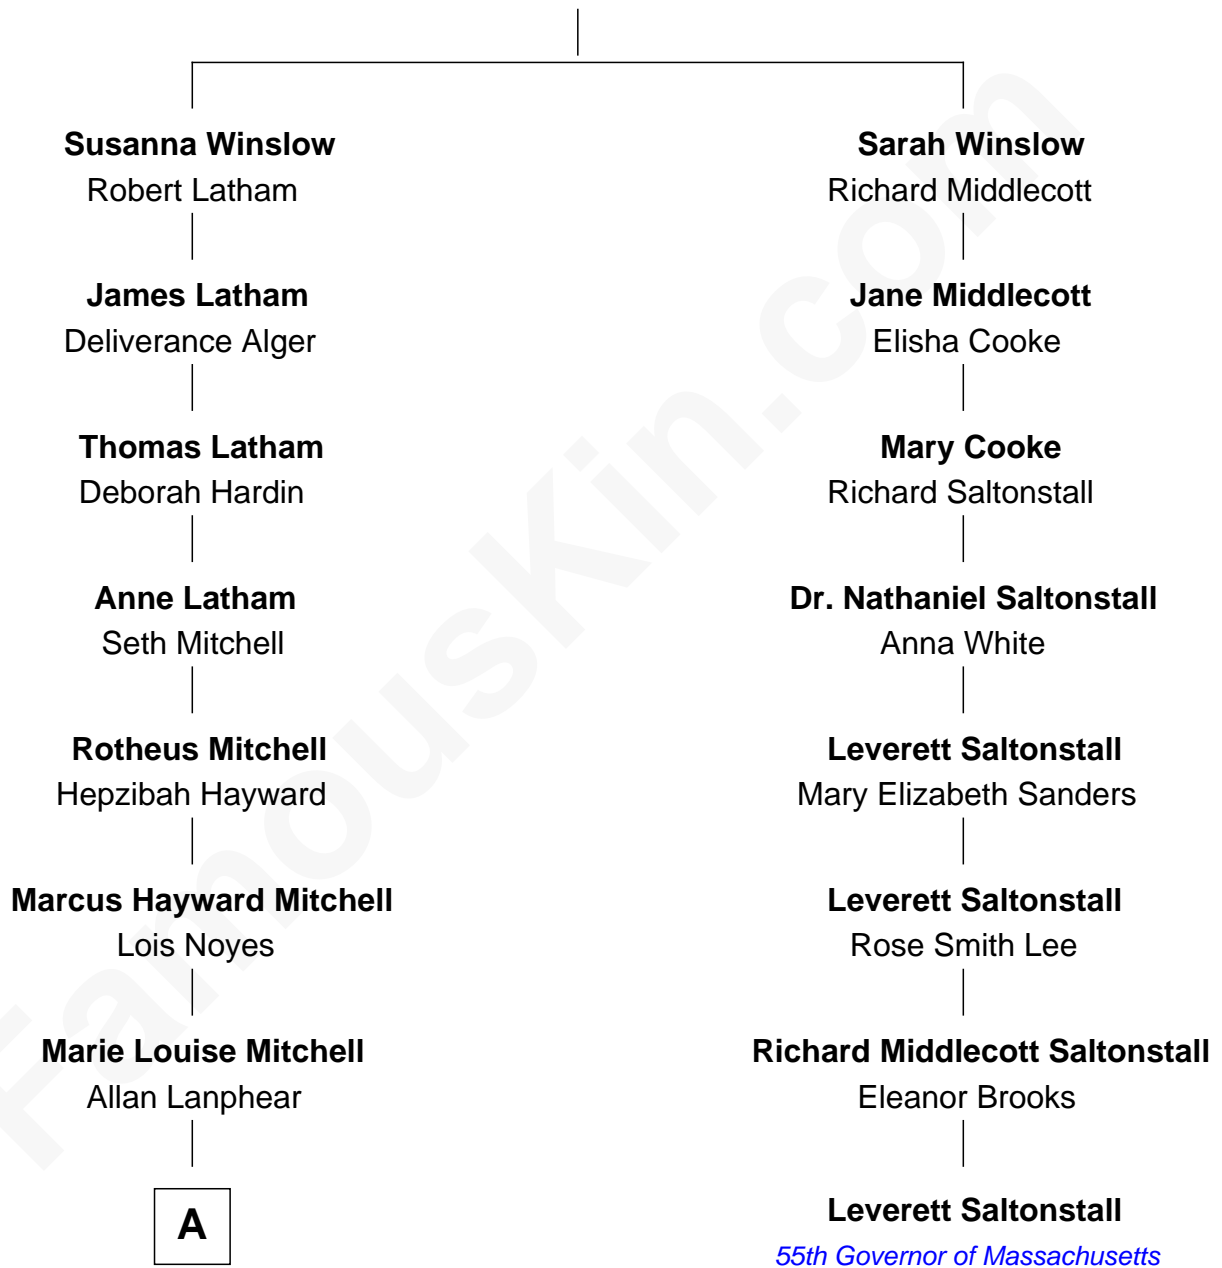 Susanna Winslow
Robert Latham
James Latham
Deliverance Alger
Thomas Latham
Deborah Hardin
Anne Latham
Seth Mitchell
Rotheus Mitchell
Hepzibah Hayward
Marcus Hayward Mitchell
Lois Noyes
Marie Louise Mitchell
Allan Lanphear
A
Sarah Winslow
Richard Middlecott
Jane Middlecott
Elisha Cooke
Mary Cooke
Richard Saltonstall
Dr. Nathaniel Saltonstall
Anna White
Leverett Saltonstall
Mary Elizabeth Sanders
Leverett Saltonstall
Rose Smith Lee
Richard Middlecott Saltonstall
Eleanor Brooks
Leverett Saltonstall
55th Governor of Massachusetts
FamousKin.com